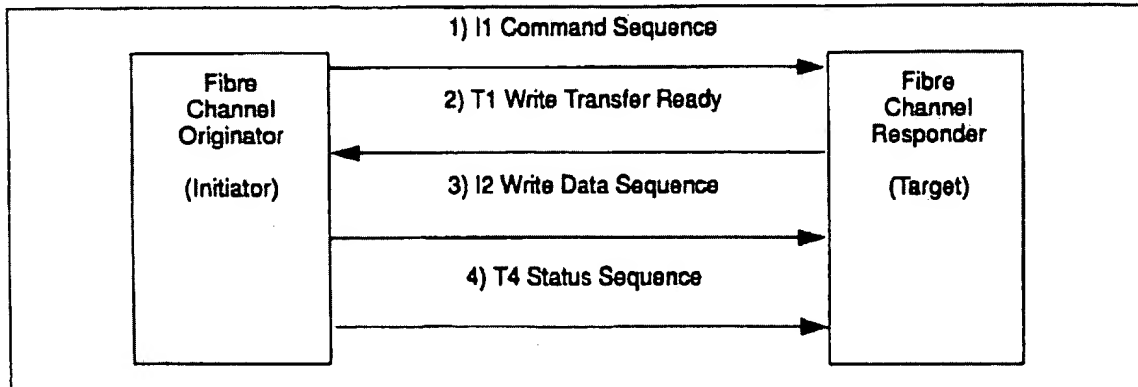 1) I1 Command Sequence
Fibre
Channel
Originator
(Initiator)
2) T1 Write Transfer Ready
3) I2 Write Data Sequence
4) T4 Status Sequence
Fibre
Channel
Responder
(Target)